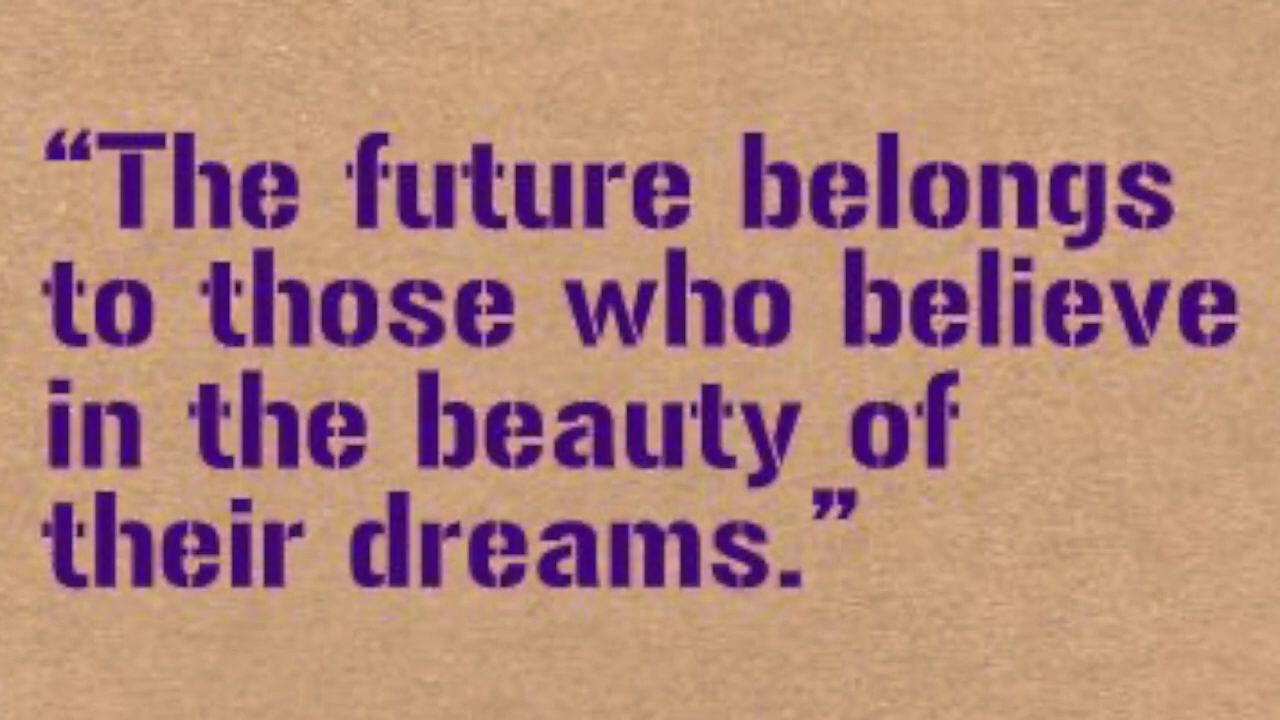 “The future belongs
to those who believe
in the beauty of
their dreams.”